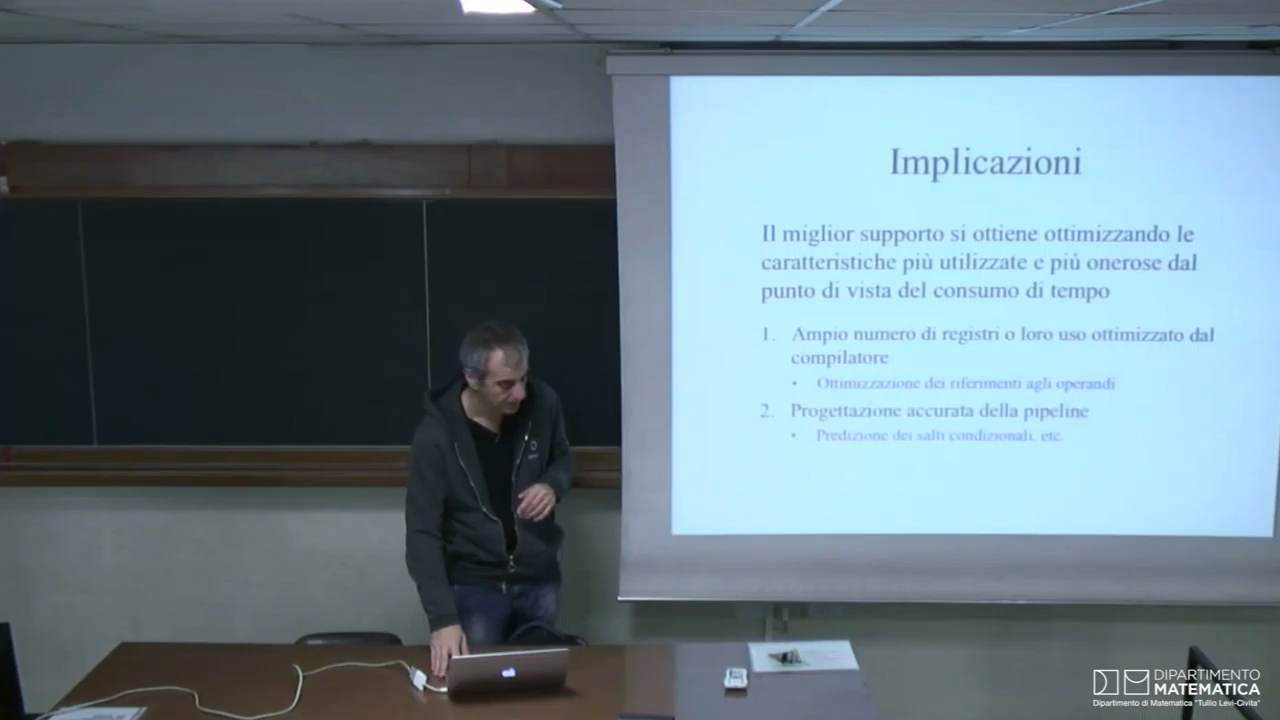 Implicazioni
Il miglior supporto si ottiene ottimizzando le
caratteristiche più utilizzate e più onerose dal
punto di vista del consumo di tempo
1. Ampio numero di registri o loro uso ottimizzato dal
compilatore
• Ottimizzazione dei riferimenti agli operandi
2. Progettazione accurata della pipeline
• Predizione dei salti condizionali, etc.
DIPARTIMENTO
MATEMATICA
Dipartimento di Matematica "Tullio Levi-Civita"